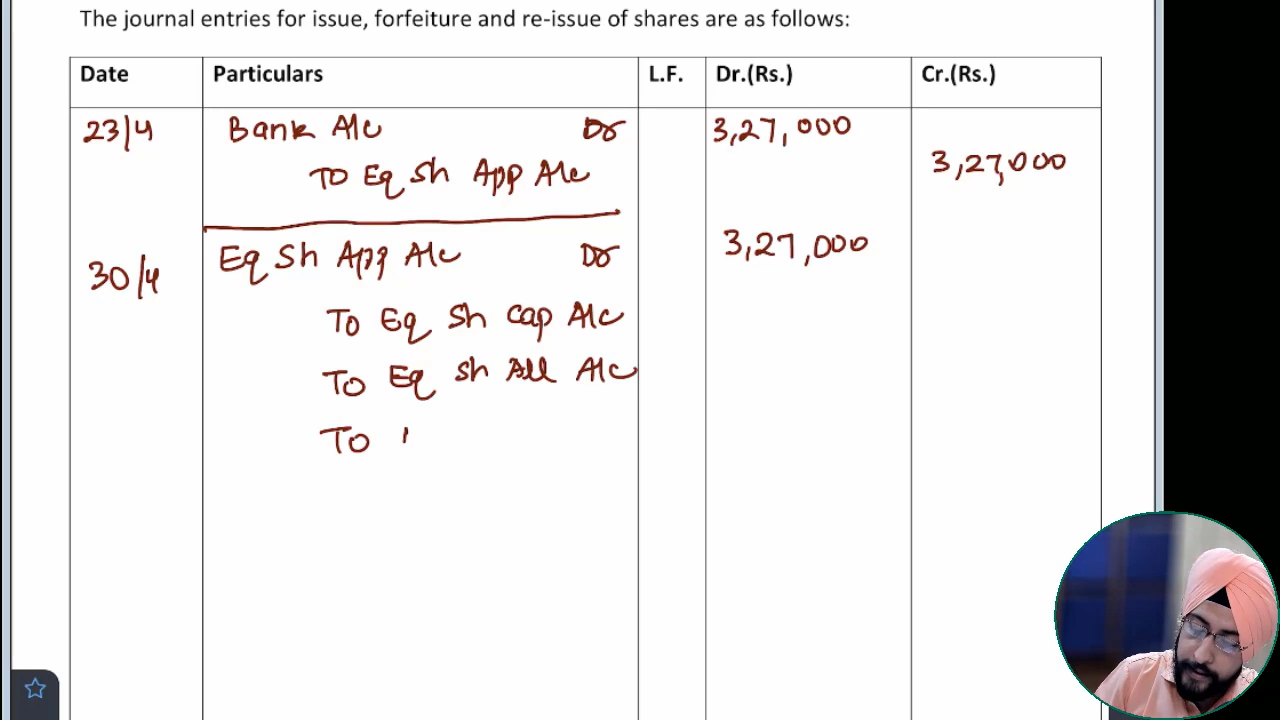 The journal entries for issue, forfeiture and re-issue of shares are as follows:
Date Particulars L.F. Dr.(Rs.) Cr.(Rs.)
23/4 Bank A/c Dr 3,27,000
To Eq Sh App A/c 3,27,000
30/4 Eq Sh App A/c Dr 3,27,000
To Eq Sh Cap A/c
To Eq Sh All A/c
To